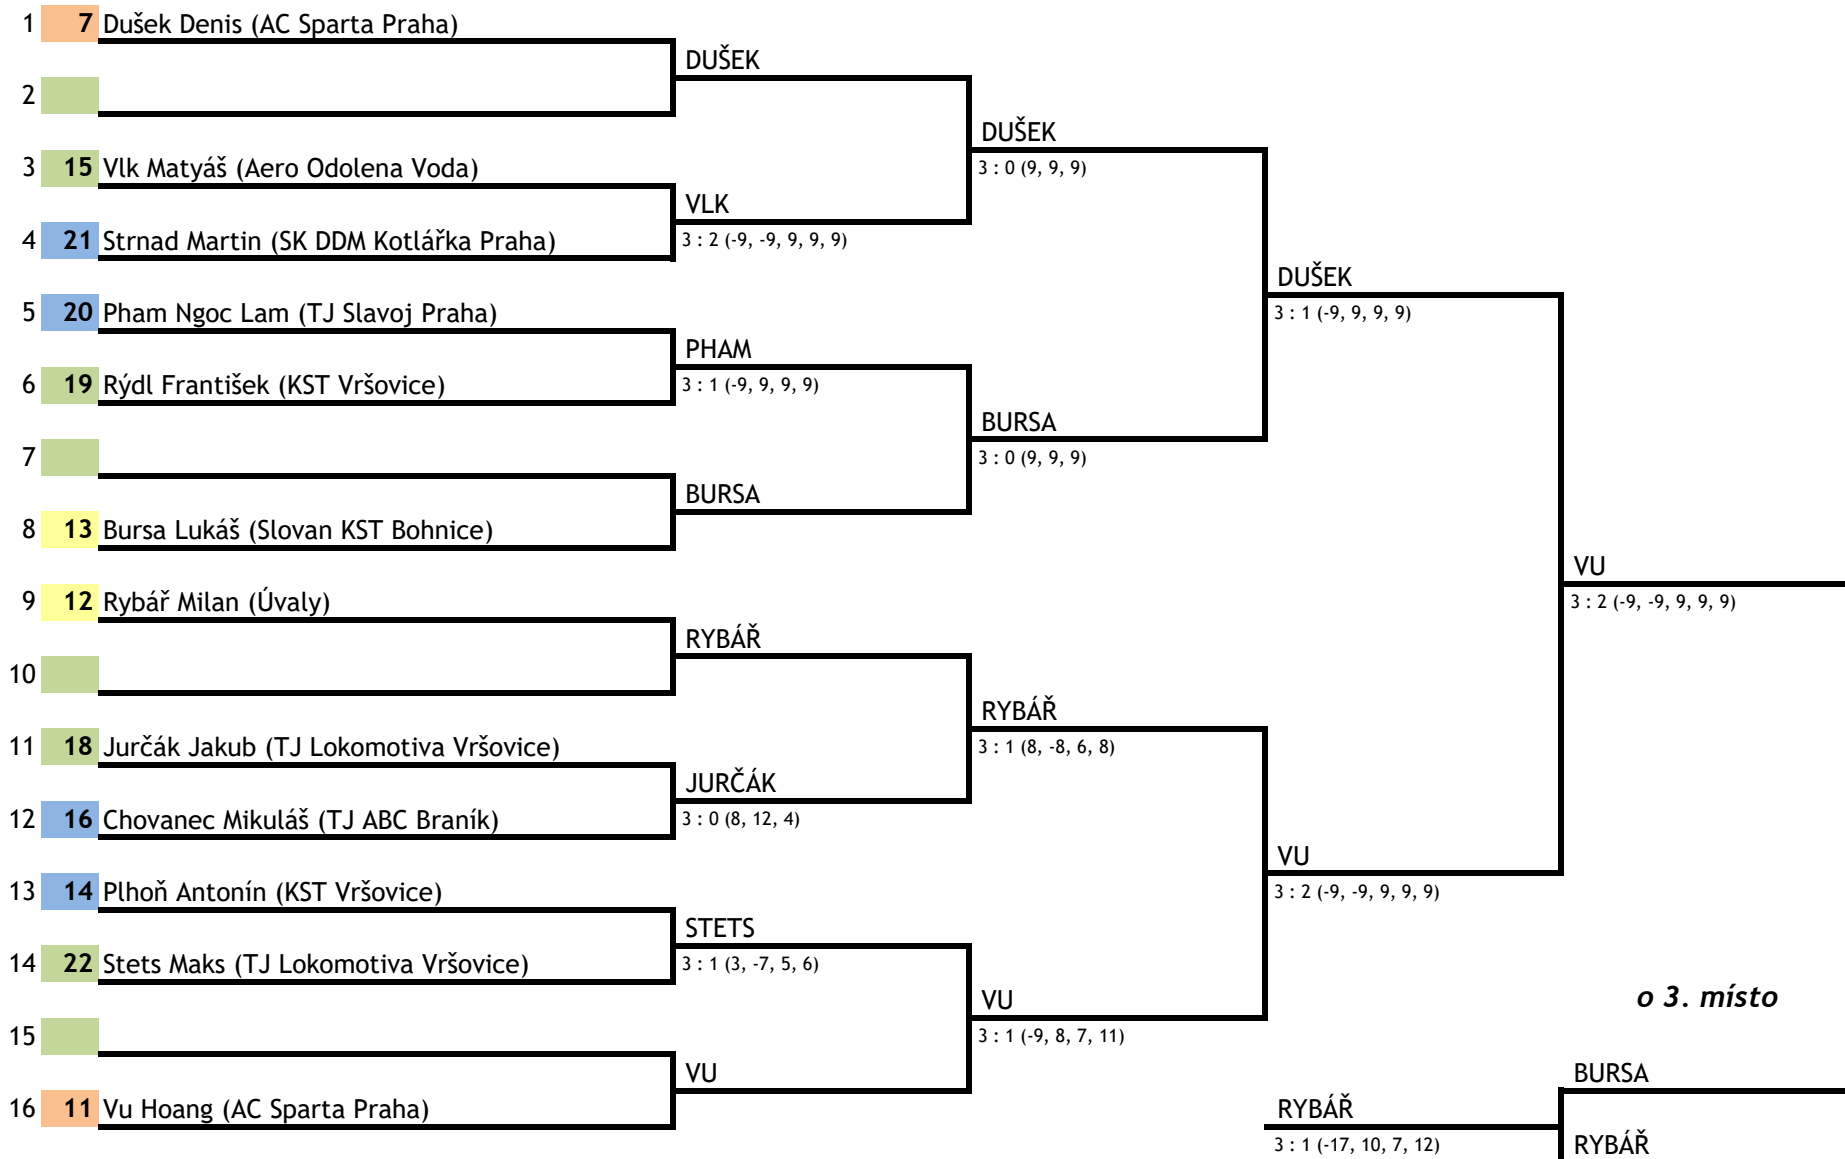 1 7 Dušek Denis (AC Sparta Praha)
DUŠEK
2
DUŠEK
3 : 0 (9, 9, 9)
3 15 Vlk Matyáš (Aero Odolena Voda)
VLK
3 : 2 (-9, -9, 9, 9, 9)
4 21 Strnad Martin (SK DDM Kotlářka Praha)
DUŠEK
3 : 1 (-9, 9, 9, 9)
5 20 Pham Ngoc Lam (TJ Slavoj Praha)
PHAM
3 : 1 (-9, 9, 9, 9)
6 19 Rýdl František (KST Vršovice)
BURSA
3 : 0 (9, 9, 9)
7
BURSA
8 13 Bursa Lukáš (Slovan KST Bohnice)
VU
3 : 2 (-9, -9, 9, 9, 9)
9 12 Rybář Milan (Úvaly)
RYBÁŘ
10
RYBÁŘ
3 : 1 (8, -8, 6, 8)
11 18 Jurčák Jakub (TJ Lokomotiva Vršovice)
JURČÁK
3 : 0 (8, 12, 4)
12 16 Chovanec Mikuláš (TJ ABC Braník)
VU
3 : 2 (-9, -9, 9, 9, 9)
13 14 Plhoň Antonín (KST Vršovice)
STETS
3 : 1 (3, -7, 5, 6)
14 22 Stets Maks (TJ Lokomotiva Vršovice)
VU
3 : 1 (-9, 8, 7, 11)
15
VU
16 11 Vu Hoang (AC Sparta Praha)
o 3. místo
BURSA
RYBÁŘ
3 : 1 (-17, 10, 7, 12)
RYBÁŘ